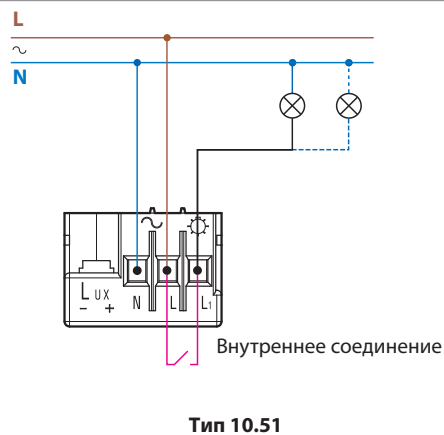 L
~
N
~
L UX
- +
N L L1
Внутреннее соединение
Тип 10.51